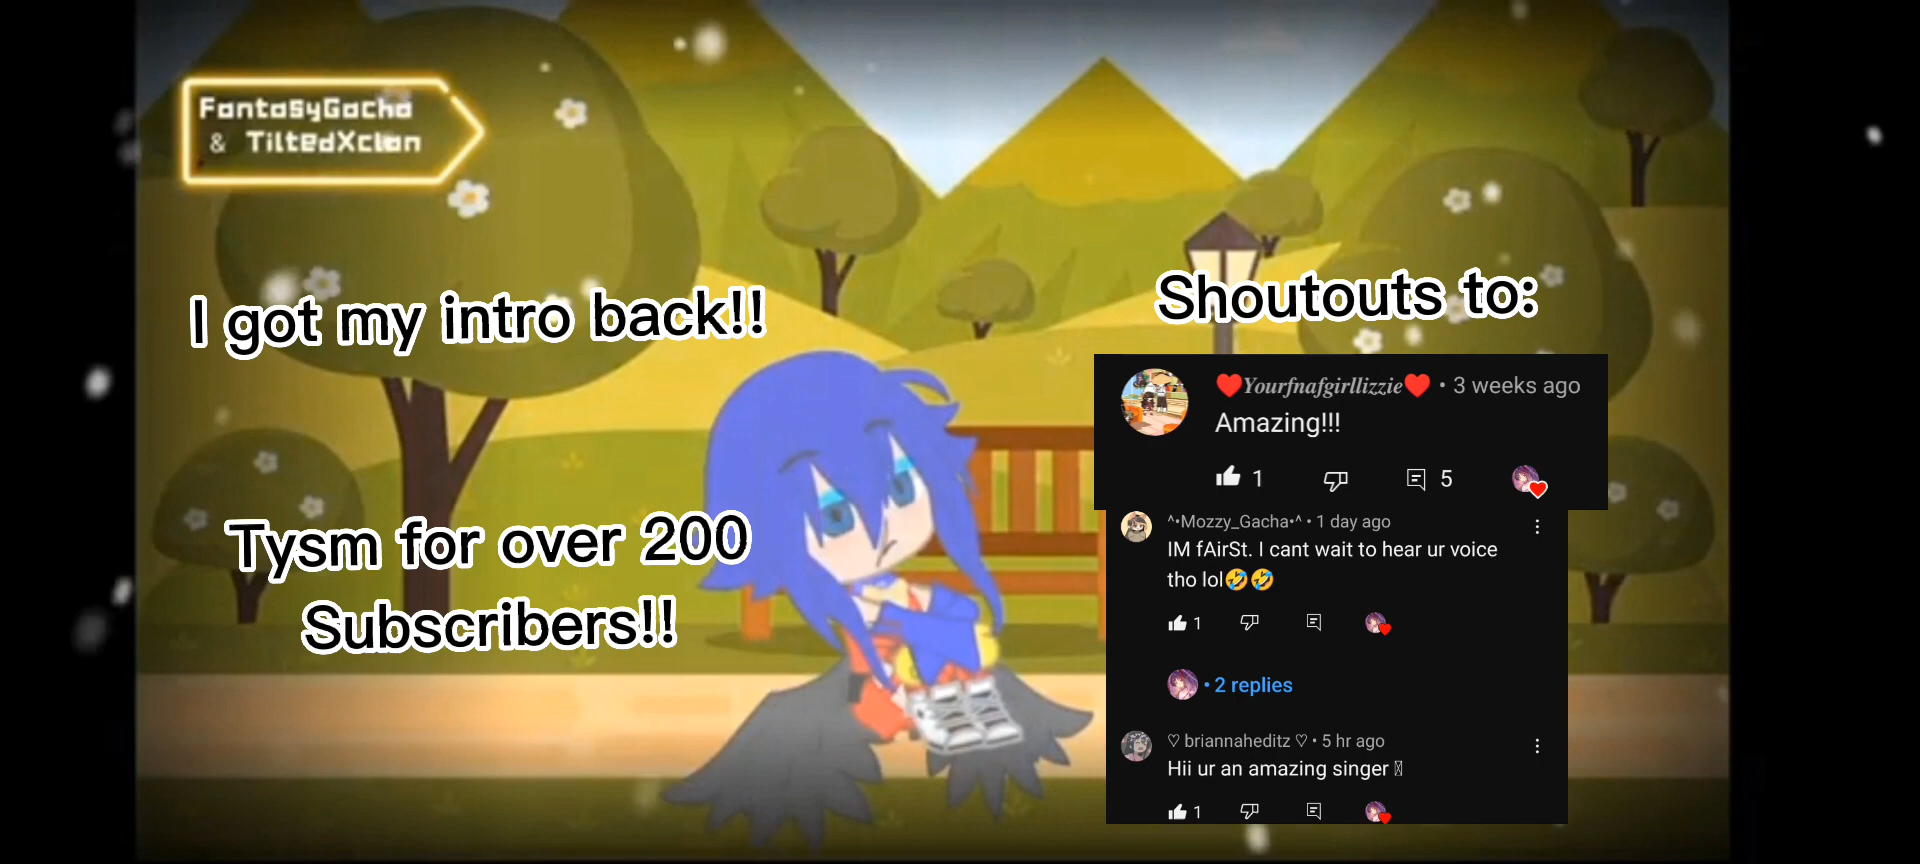 FantasyGacha
& TiltedXclan
I got my intro back!!
Tysm for over 200
Subscribers!!
Shoutouts to:
❤️Yourfnafgirllizzie❤️ • 3 weeks ago
Amazing!!!
1 5
^•Mozzy_Gacha•^ • 1 day ago
IM fAirSt. I cant wait to hear ur voice
tho lol🤣🤣
1
• 2 replies
♡ briannaheditz ♡ • 5 hr ago
Hii ur an amazing singer
1